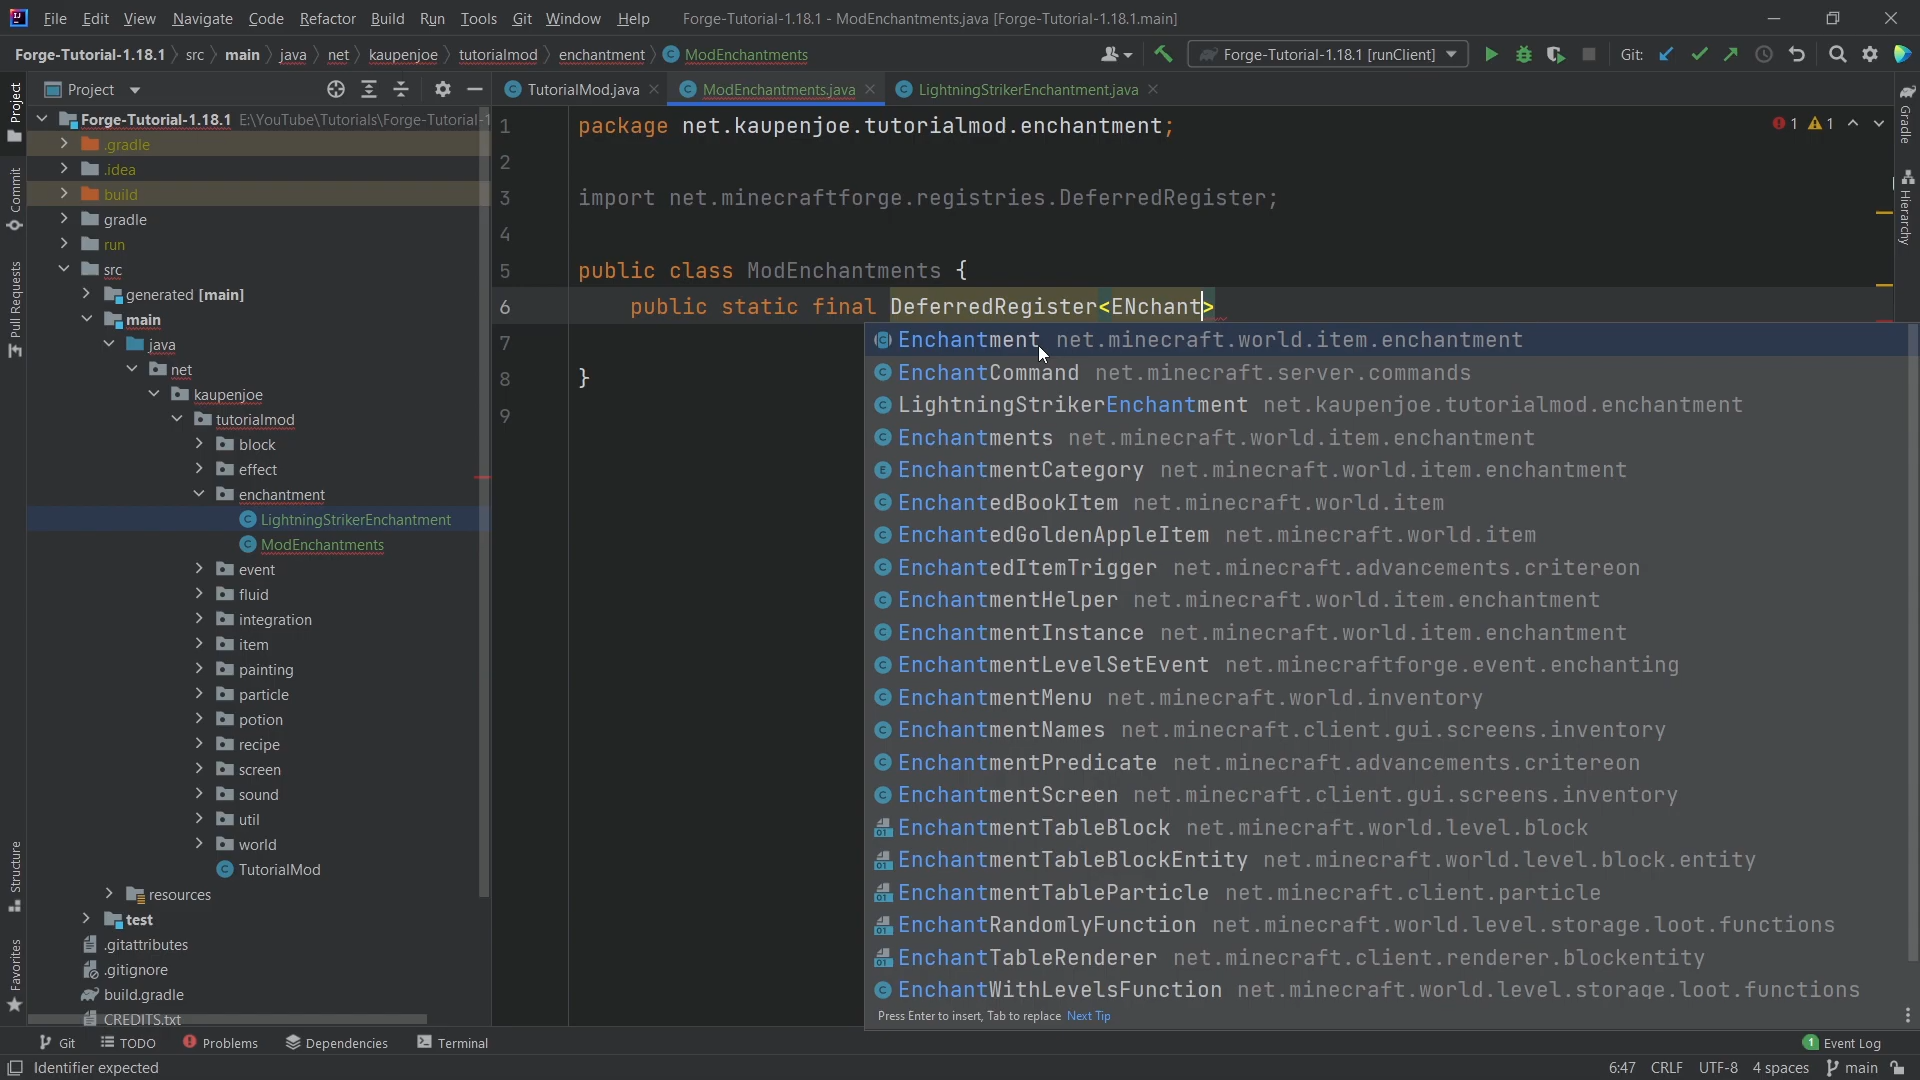 File Edit View Navigate Code Refactor Build Run Tools Git Window Help Forge-Tutorial-1.18.1 - ModEnchantments.java [Forge-Tutorial-1.18.1.main]
Forge-Tutorial-1.18.1 src main java net kaupenjoe tutorialmod enchantment ModEnchantments Forge-Tutorial-1.18.1 [runClient] Git:
Project
TutorialMod.java ModEnchantments.java LightningStrikerEnchantment.java
Forge-Tutorial-1.18.1 E:\YouTube\Tutorials\Forge-Tutorial-1
.gradle
.idea
build
gradle
run
src
generated [main]
main
java
net
kaupenjoe
tutorialmod
block
effect
enchantment
LightningStrikerEnchantment
ModEnchantments
event
fluid
integration
item
painting
particle
potion
recipe
screen
sound
util
world
TutorialMod
resources
test
.gitattributes
.gitignore
build.gradle
CREDITS.txt
Project
Commit
Pull Requests
Structure
Favorites
1 package net.kaupenjoe.tutorialmod.enchantment;
2
3 import net.minecraftforge.registries.DeferredRegister;
4
5 public class ModEnchantments {
6 public static final DeferredRegister<ENchant>
7
8 }
9
1 1
Enchantment net.minecraft.world.item.enchantment
EnchantCommand net.minecraft.server.commands
LightningStrikerEnchantment net.kaupenjoe.tutorialmod.enchantment
Enchantments net.minecraft.world.item.enchantment
EnchantmentCategory net.minecraft.world.item.enchantment
EnchantedBookItem net.minecraft.world.item
EnchantedGoldenAppleItem net.minecraft.world.item
EnchantedItemTrigger net.minecraft.advancements.critereon
EnchantmentHelper net.minecraft.world.item.enchantment
EnchantmentInstance net.minecraft.world.item.enchantment
EnchantmentLevelSetEvent net.minecraftforge.event.enchanting
EnchantmentMenu net.minecraft.world.inventory
EnchantmentNames net.minecraft.client.gui.screens.inventory
EnchantmentPredicate net.minecraft.advancements.critereon
EnchantmentScreen net.minecraft.client.gui.screens.inventory
EnchantmentTableBlock net.minecraft.world.level.block
EnchantmentTableBlockEntity net.minecraft.world.level.block.entity
EnchantmentTableParticle net.minecraft.client.particle
EnchantRandomlyFunction net.minecraft.world.level.storage.loot.functions
EnchantTableRenderer net.minecraft.client.renderer.blockentity
EnchantWithLevelsFunction net.minecraft.world.level.storage.loot.functions
Press Enter to insert, Tab to replace Next Tip
Gradle
Hierarchy
Git TODO Problems Dependencies Terminal 1 Event Log
Identifier expected 6:47 CRLF UTF-8 4 spaces main